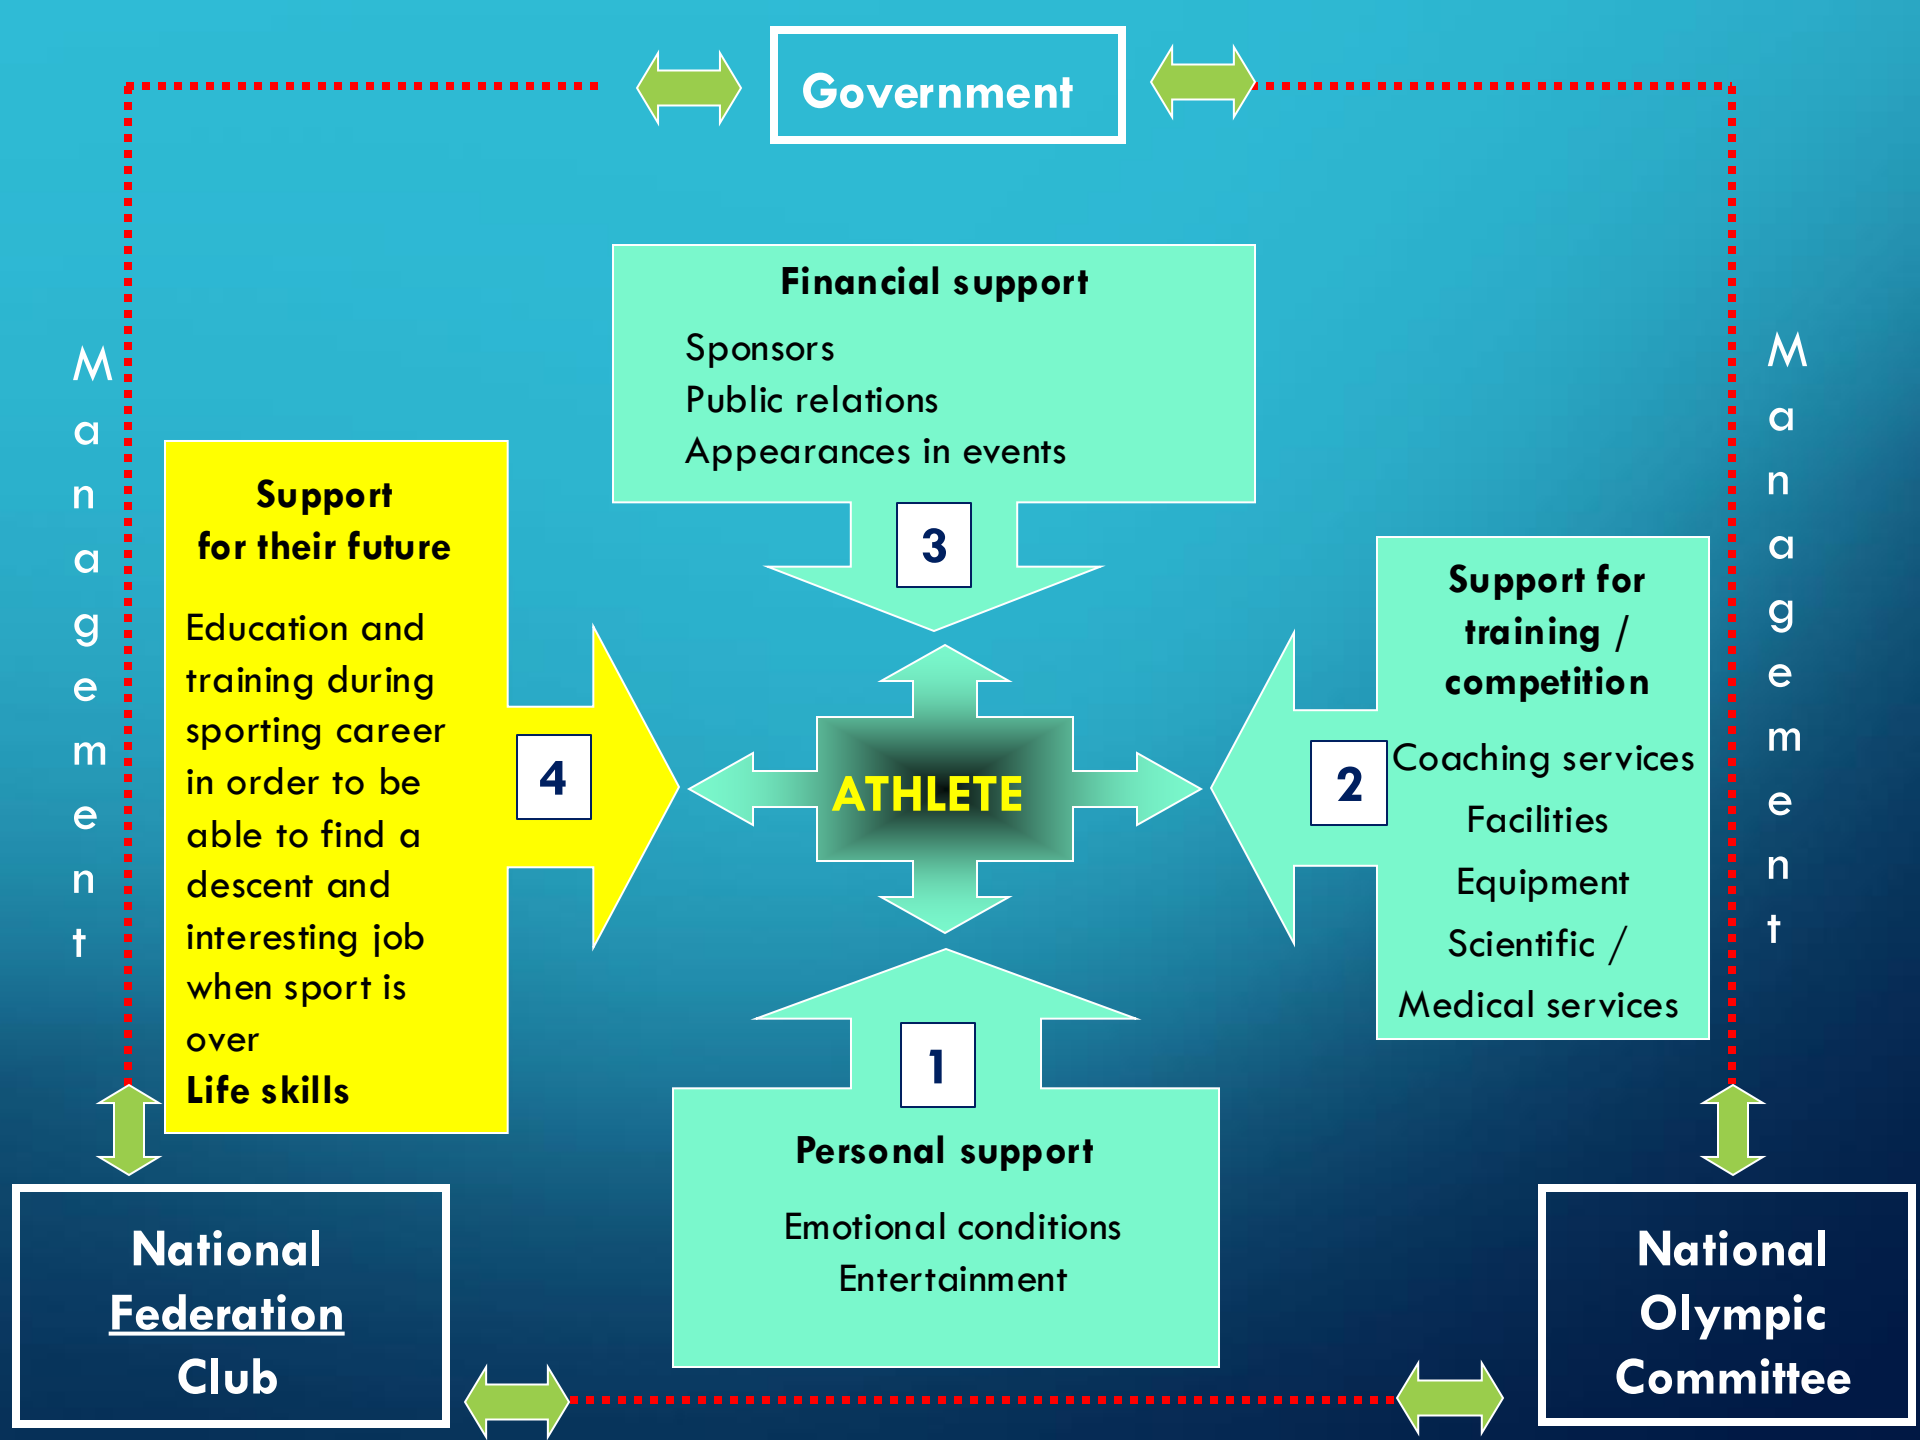 Government
Financial support
Sponsors
Public relations
Appearances in events
3
Management
Support
for their future
Education and
training during
sporting career
in order to be
able to find a
descent and
interesting job
when sport is
over
Life skills
4
ATHLETE
2
Support for
training /
competition
Coaching services
Facilities
Equipment
Scientific /
Medical services
Management
1
Personal support
Emotional conditions
Entertainment
National
Federation
Club
National
Olympic
Committee